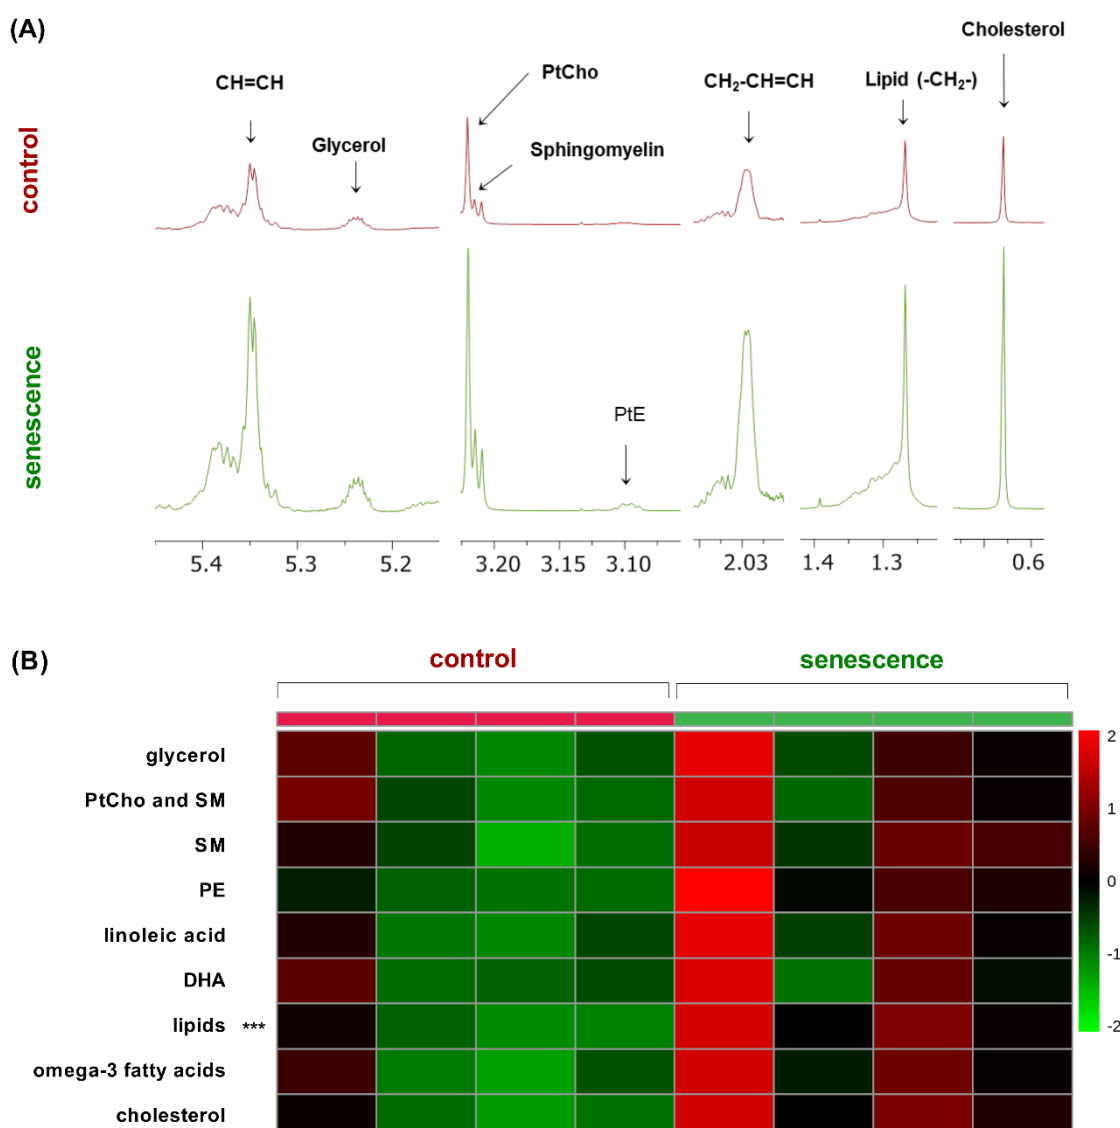 (A)
Cholesterol
CH=CH
PtCho
CH₂-CH=CH
Lipid (-CH₂-)
Glycerol
Sphingomyelin
control
senescence
PtE
5.4 5.3 5.2 3.20 3.15 3.10 2.03 1.4 1.3 0.6
(B)
control senescence
glycerol
PtCho and SM
SM
PE
linoleic acid
DHA
lipids ***
omega-3 fatty acids
cholesterol
2
1
0
-1
-2